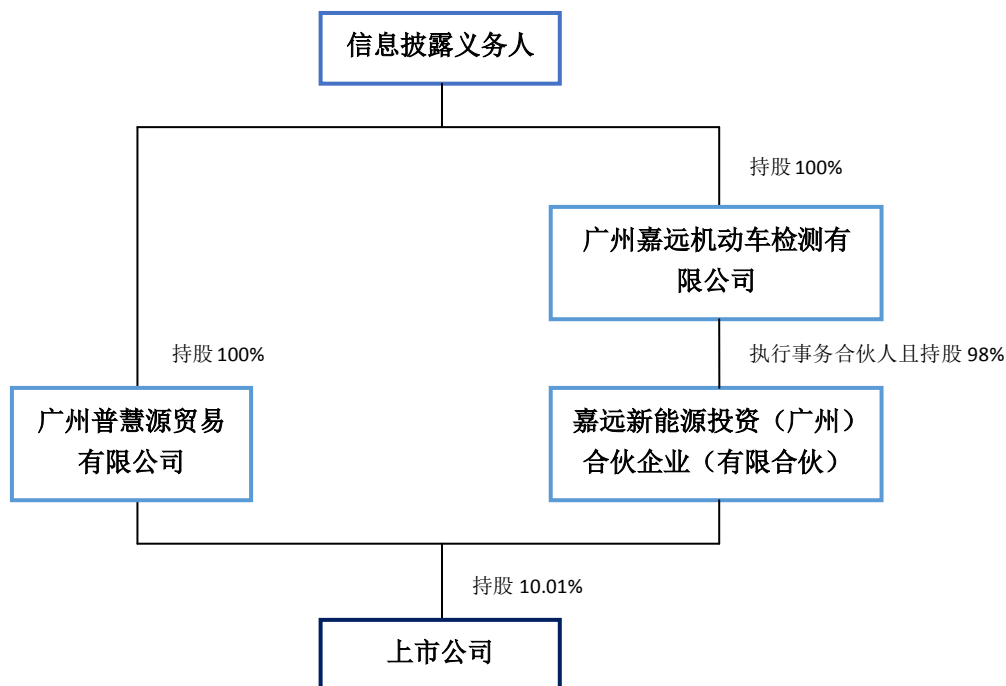 信息披露义务人
持股 100%
广州嘉远机动车检测有
限公司
持股 100%
执行事务合伙人且持股 98%
广州普慧源贸易
有限公司
嘉远新能源投资（广州）
合伙企业（有限合伙）
持股 10.01%
上市公司